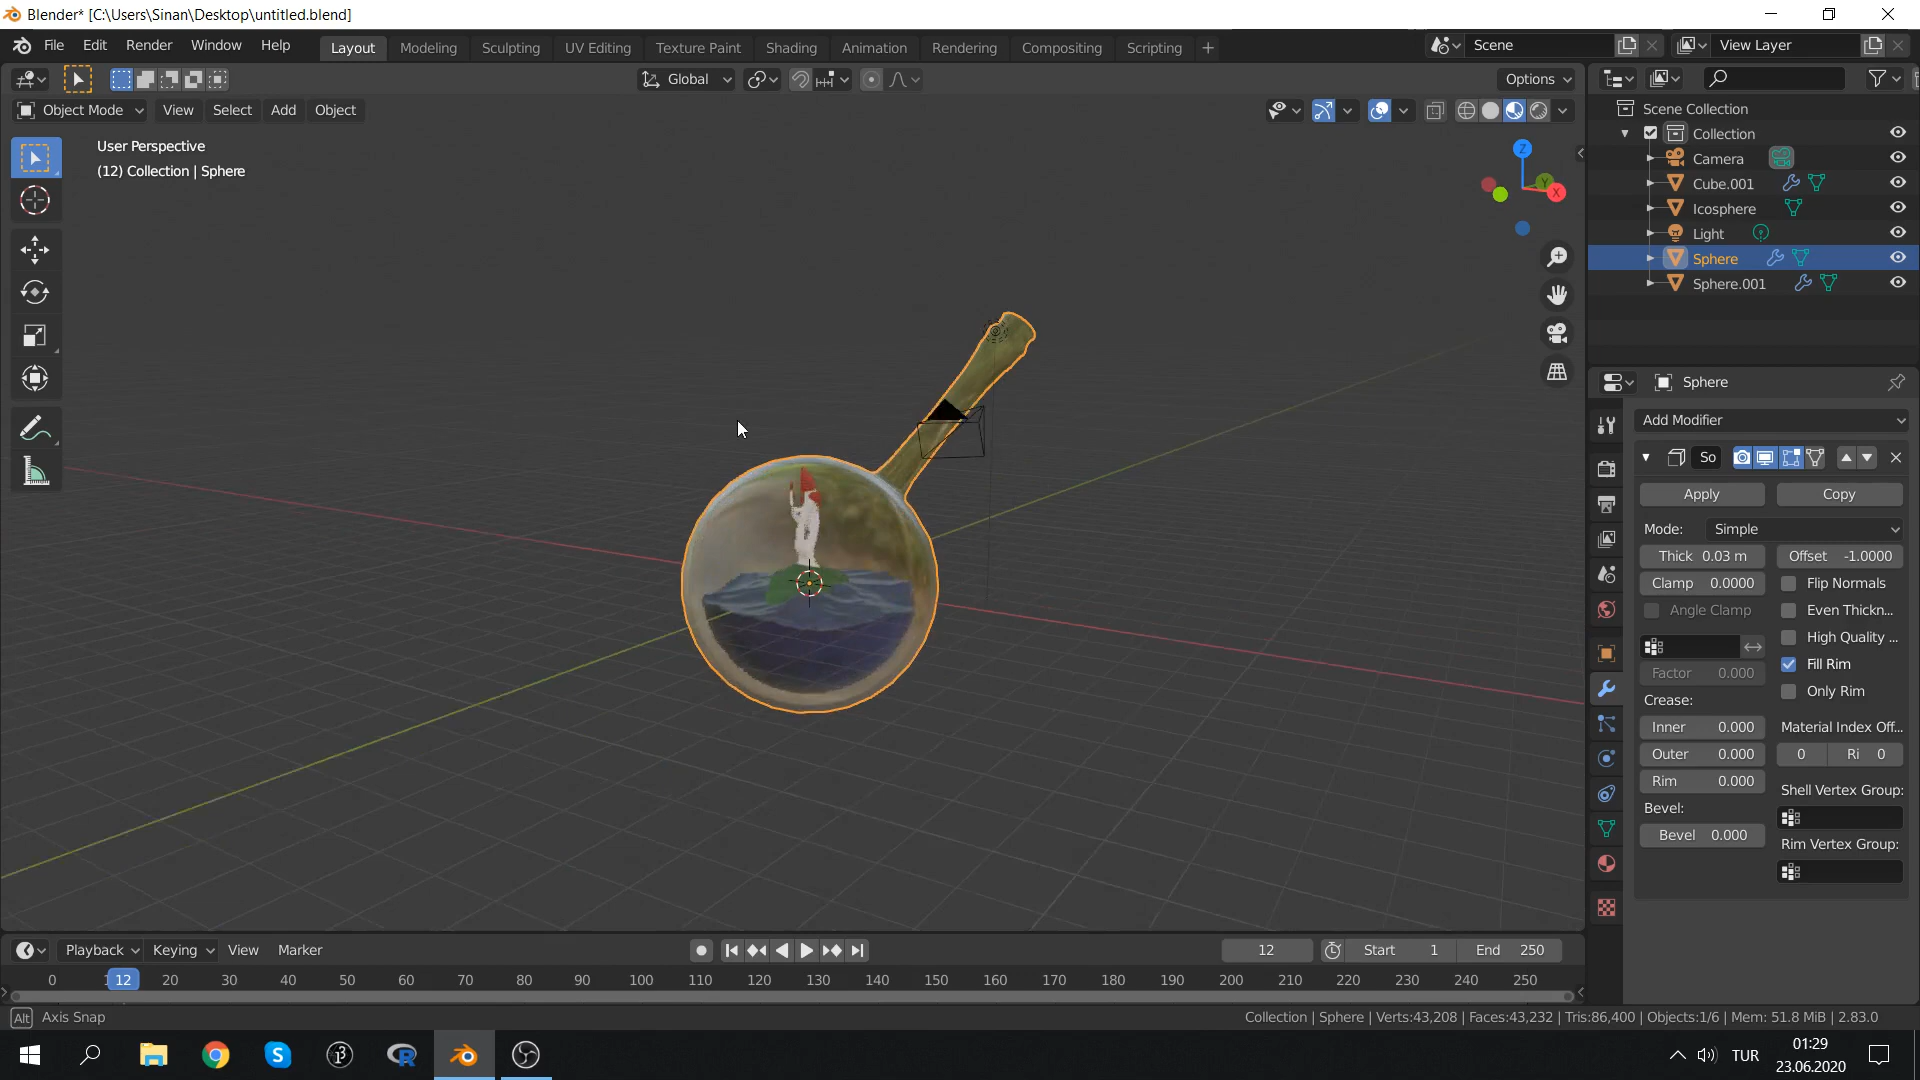 Blender* [C:\Users\Sinan\Desktop\untitled.blend]
File Edit Render Window Help Layout Modeling Sculpting UV Editing Texture Paint Shading Animation Rendering Compositing Scripting + Scene View Layer
Global Options
Object Mode View Select Add Object
User Perspective
(12) Collection | Sphere
Z
Y
X
Scene Collection
Collection
Camera
Cube.001
Icosphere
Light
Sphere
Sphere.001
Sphere
Add Modifier
So
Apply Copy
Mode: Simple
Thick 0.03 m Offset -1.0000
Clamp 0.0000 Flip Normals
Angle Clamp Even Thickn...
High Quality ...
Factor 0.000 Fill Rim
Only Rim
Crease:
Inner 0.000 Material Index Off...
Outer 0.000 0 Ri 0
Rim 0.000
Shell Vertex Group:
Bevel:
Bevel 0.000
Rim Vertex Group:
Playback Keying View Marker 12 Start 1 End 250
0 12 20 30 40 50 60 70 80 90 100 110 120 130 140 150 160 170 180 190 200 210 220 230 240 250
Alt Axis Snap Collection | Sphere | Verts:43,208 | Faces:43,232 | Tris:86,400 | Objects:1/6 | Mem: 51.8 MiB | 2.83.0
TUR
01:29
23.06.2020